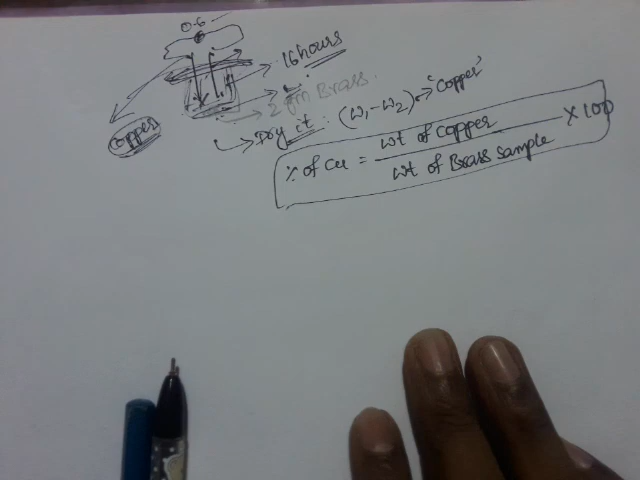 0.6
16 hours
2 gm Brass.
Copper
Dry it : (W₁-W₂) → "Copper"
% of Cu = wt of Copper / wt of Brass sample × 100